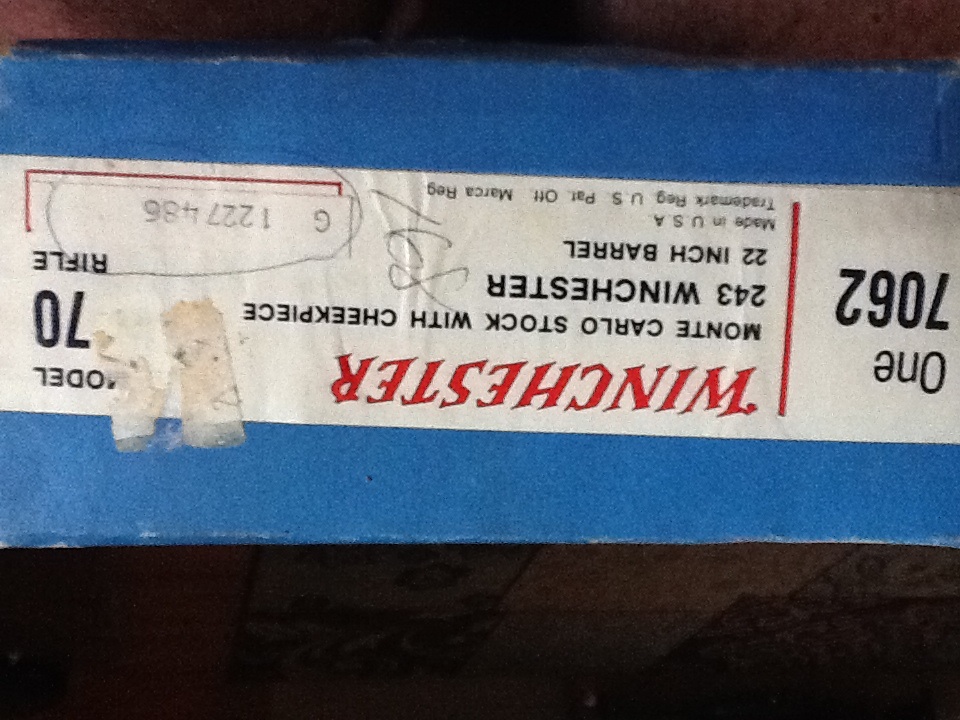 One
7062
WINCHESTER
MONTE CARLO STOCK WITH CHEEKPIECE
243 WINCHESTER
22 INCH BARREL
Made in U S A
Trademark Reg U S Pat Off Marca Reg
MODEL
70
RIFLE
G 1227486